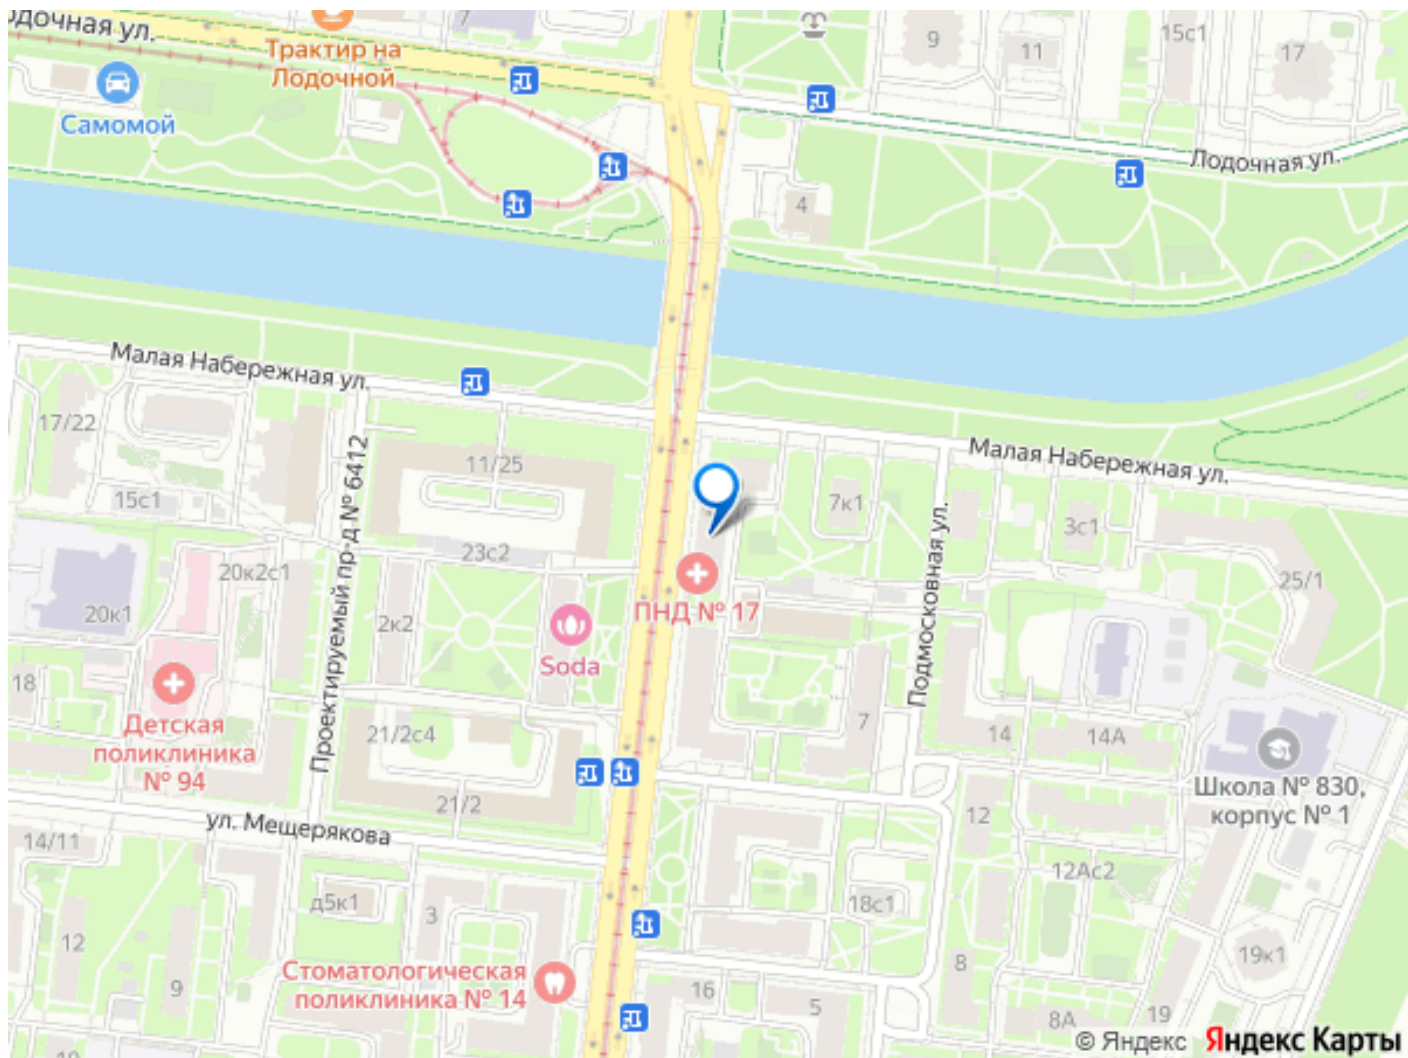 дочная ул.
7
Трактир на
Лодочной
9
11
15с1
17
Самомой
Лодочная ул.
4
Малая Набережная ул.
17/22
11/25
Малая Набережная ул.
15с1
Проектируемый пр-д № 6412
7к1
3с1
23с2
20к2с1
20к1
2к2
ПНД № 17
25/1
Soda
Подмосковная ул.
18
Детская
поликлиника
№ 94
21/2с4
7
14
14А
Школа № 830,
корпус № 1
21/2
12
ул. Мещерякова
14/11
12Ас2
д5к1
3
18с1
12
19к1
8
Стоматологическая
поликлиника № 14
9
16
5
8А
19
© Яндекс Яндекс Карты